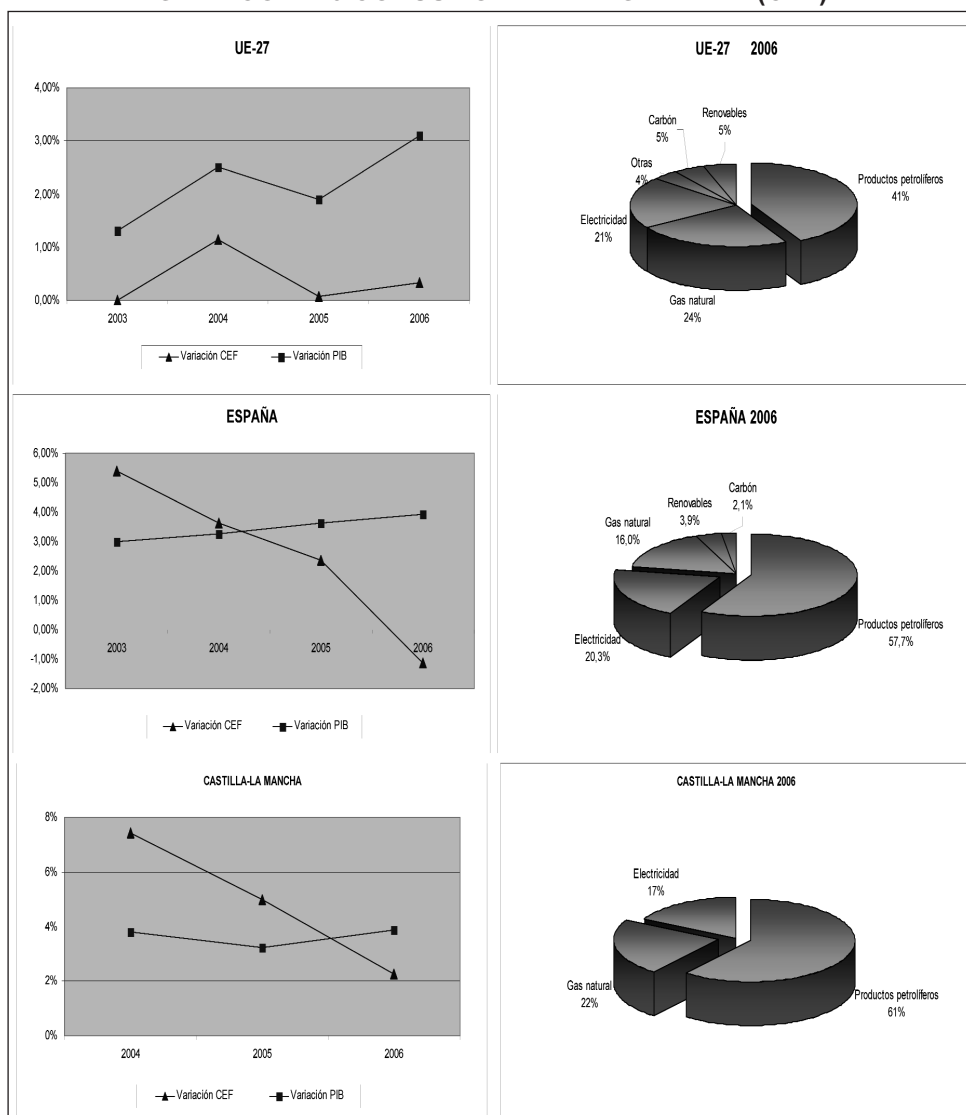 UE-27
4,00%
3,00%
2,00%
1,00%
0,00%
2003 2004 2005 2006
Variación CEF Variación PIB
UE-27 2006
Renovables
5%
Carbón
5%
Otras
4%
Electricidad
21%
Gas natural
24%
Productos petrolíferos
41%
ESPAÑA
6,00%
5,00%
4,00%
3,00%
2,00%
1,00%
0,00%
-1,00%
-2,00%
2003 2004 2005 2006
Variación CEF Variación PIB
ESPAÑA 2006
Carbón
2,1%
Renovables
3,9%
Gas natural
16,0%
Electricidad
20,3%
Productos petrolíferos
57,7%
CASTILLA-LA MANCHA
8%
6%
4%
2%
0%
2004 2005 2006
Variación CEF Variación PIB
CASTILLA-LA MANCHA 2006
Electricidad
17%
Gas natural
22%
Productos petrolíferos
61%